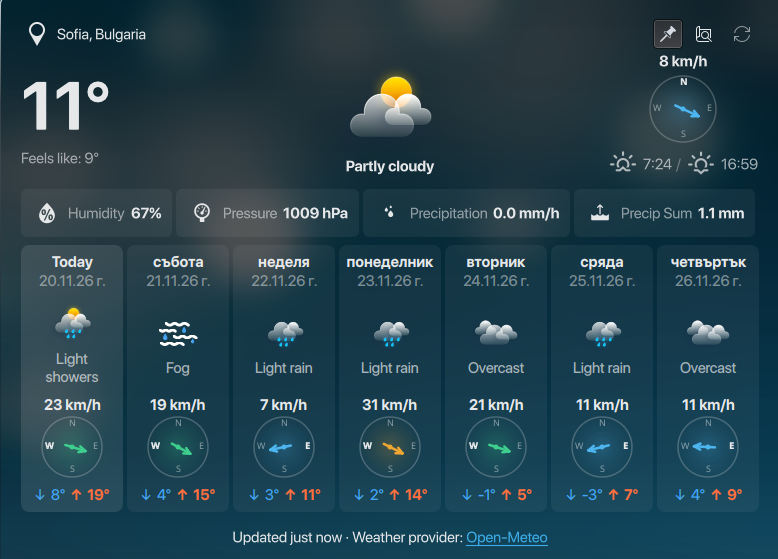 Sofia, Bulgaria
8 km/h
N
W E
S
11°
Feels like: 9°
Partly cloudy
7:24 / 16:59
Humidity 67%
Pressure 1009 hPa
Precipitation 0.0 mm/h
Precip Sum 1.1 mm
Today
20.11.26 г.
Light
showers
23 km/h
N
W E
S
↓ 8° ↑ 19°
събота
21.11.26 г.
Fog
19 km/h
N
W E
S
↓ 4° ↑ 15°
неделя
22.11.26 г.
Light rain
7 km/h
N
W E
S
↓ 3° ↑ 11°
понеделник
23.11.26 г.
Light rain
31 km/h
N
W E
S
↓ 2° ↑ 14°
вторник
24.11.26 г.
Overcast
21 km/h
N
W E
S
↓ -1° ↑ 5°
сряда
25.11.26 г.
Light rain
11 km/h
N
W E
S
↓ -3° ↑ 7°
четвъртък
26.11.26 г.
Overcast
11 km/h
N
W E
S
↓ 4° ↑ 9°
Updated just now · Weather provider: Open-Meteo